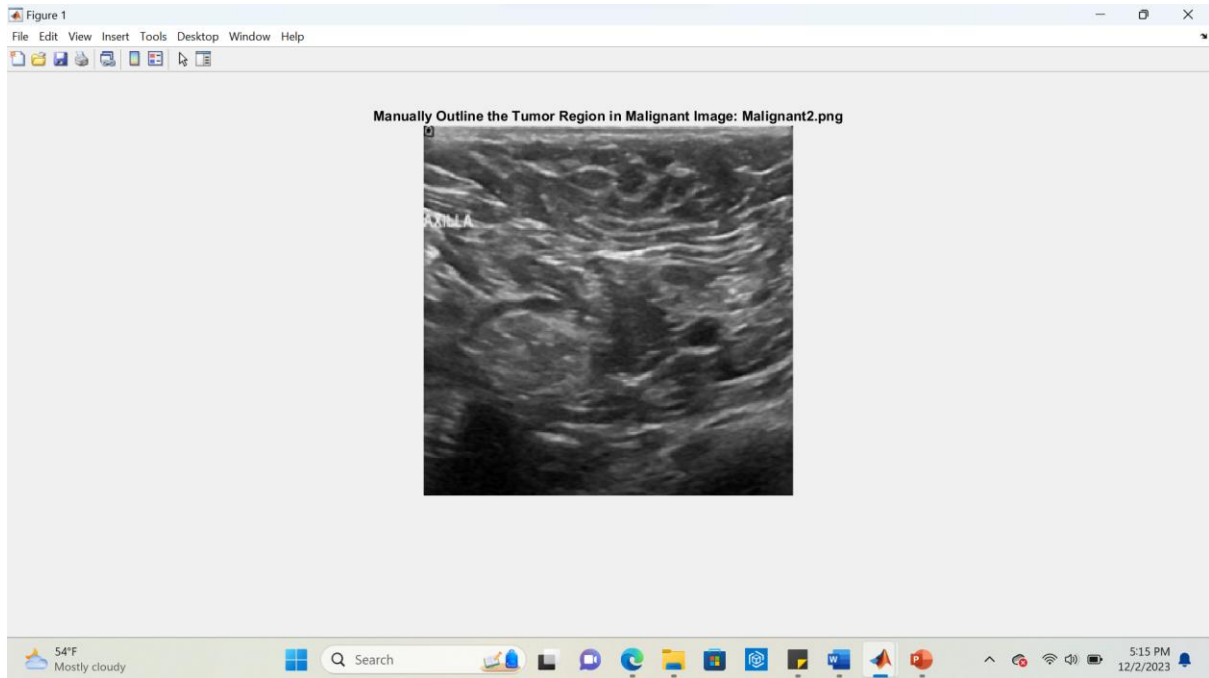 Figure 1
File Edit View Insert Tools Desktop Window Help
Manually Outline the Tumor Region in Malignant Image: Malignant2.png
AXILLA
54°F
Mostly cloudy
Search
5:15 PM
12/2/2023